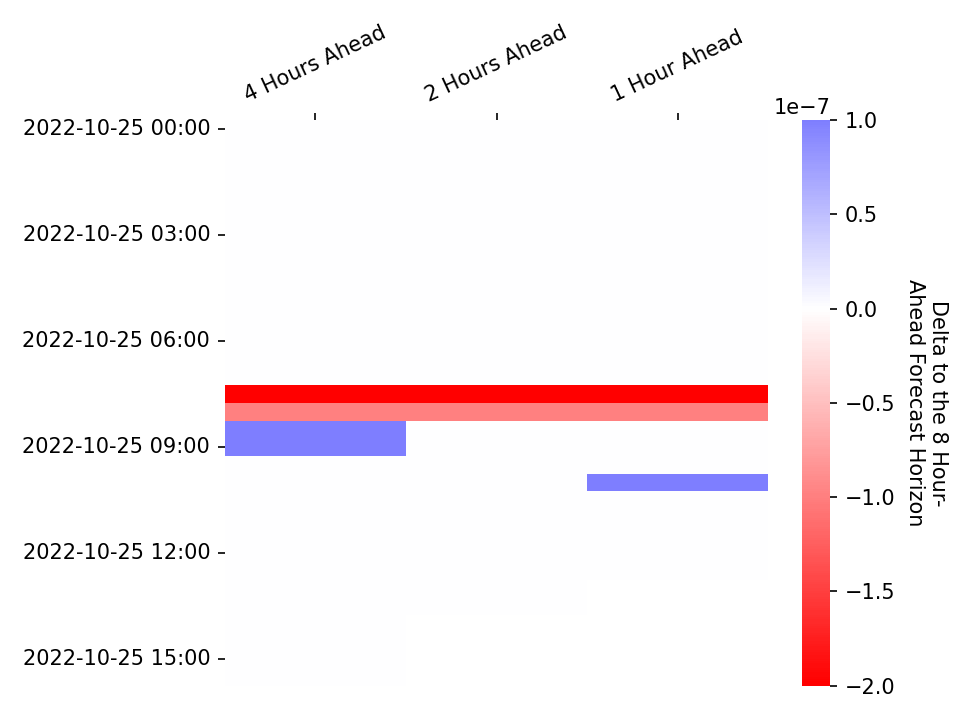 4 Hours Ahead
2 Hours Ahead
1 Hour Ahead
1e−7
2022-10-25 00:00
2022-10-25 03:00
2022-10-25 06:00
2022-10-25 09:00
2022-10-25 12:00
2022-10-25 15:00
1.0
0.5
0.0
−0.5
−1.0
−1.5
−2.0
Delta to the 8 Hour-
Ahead Forecast Horizon